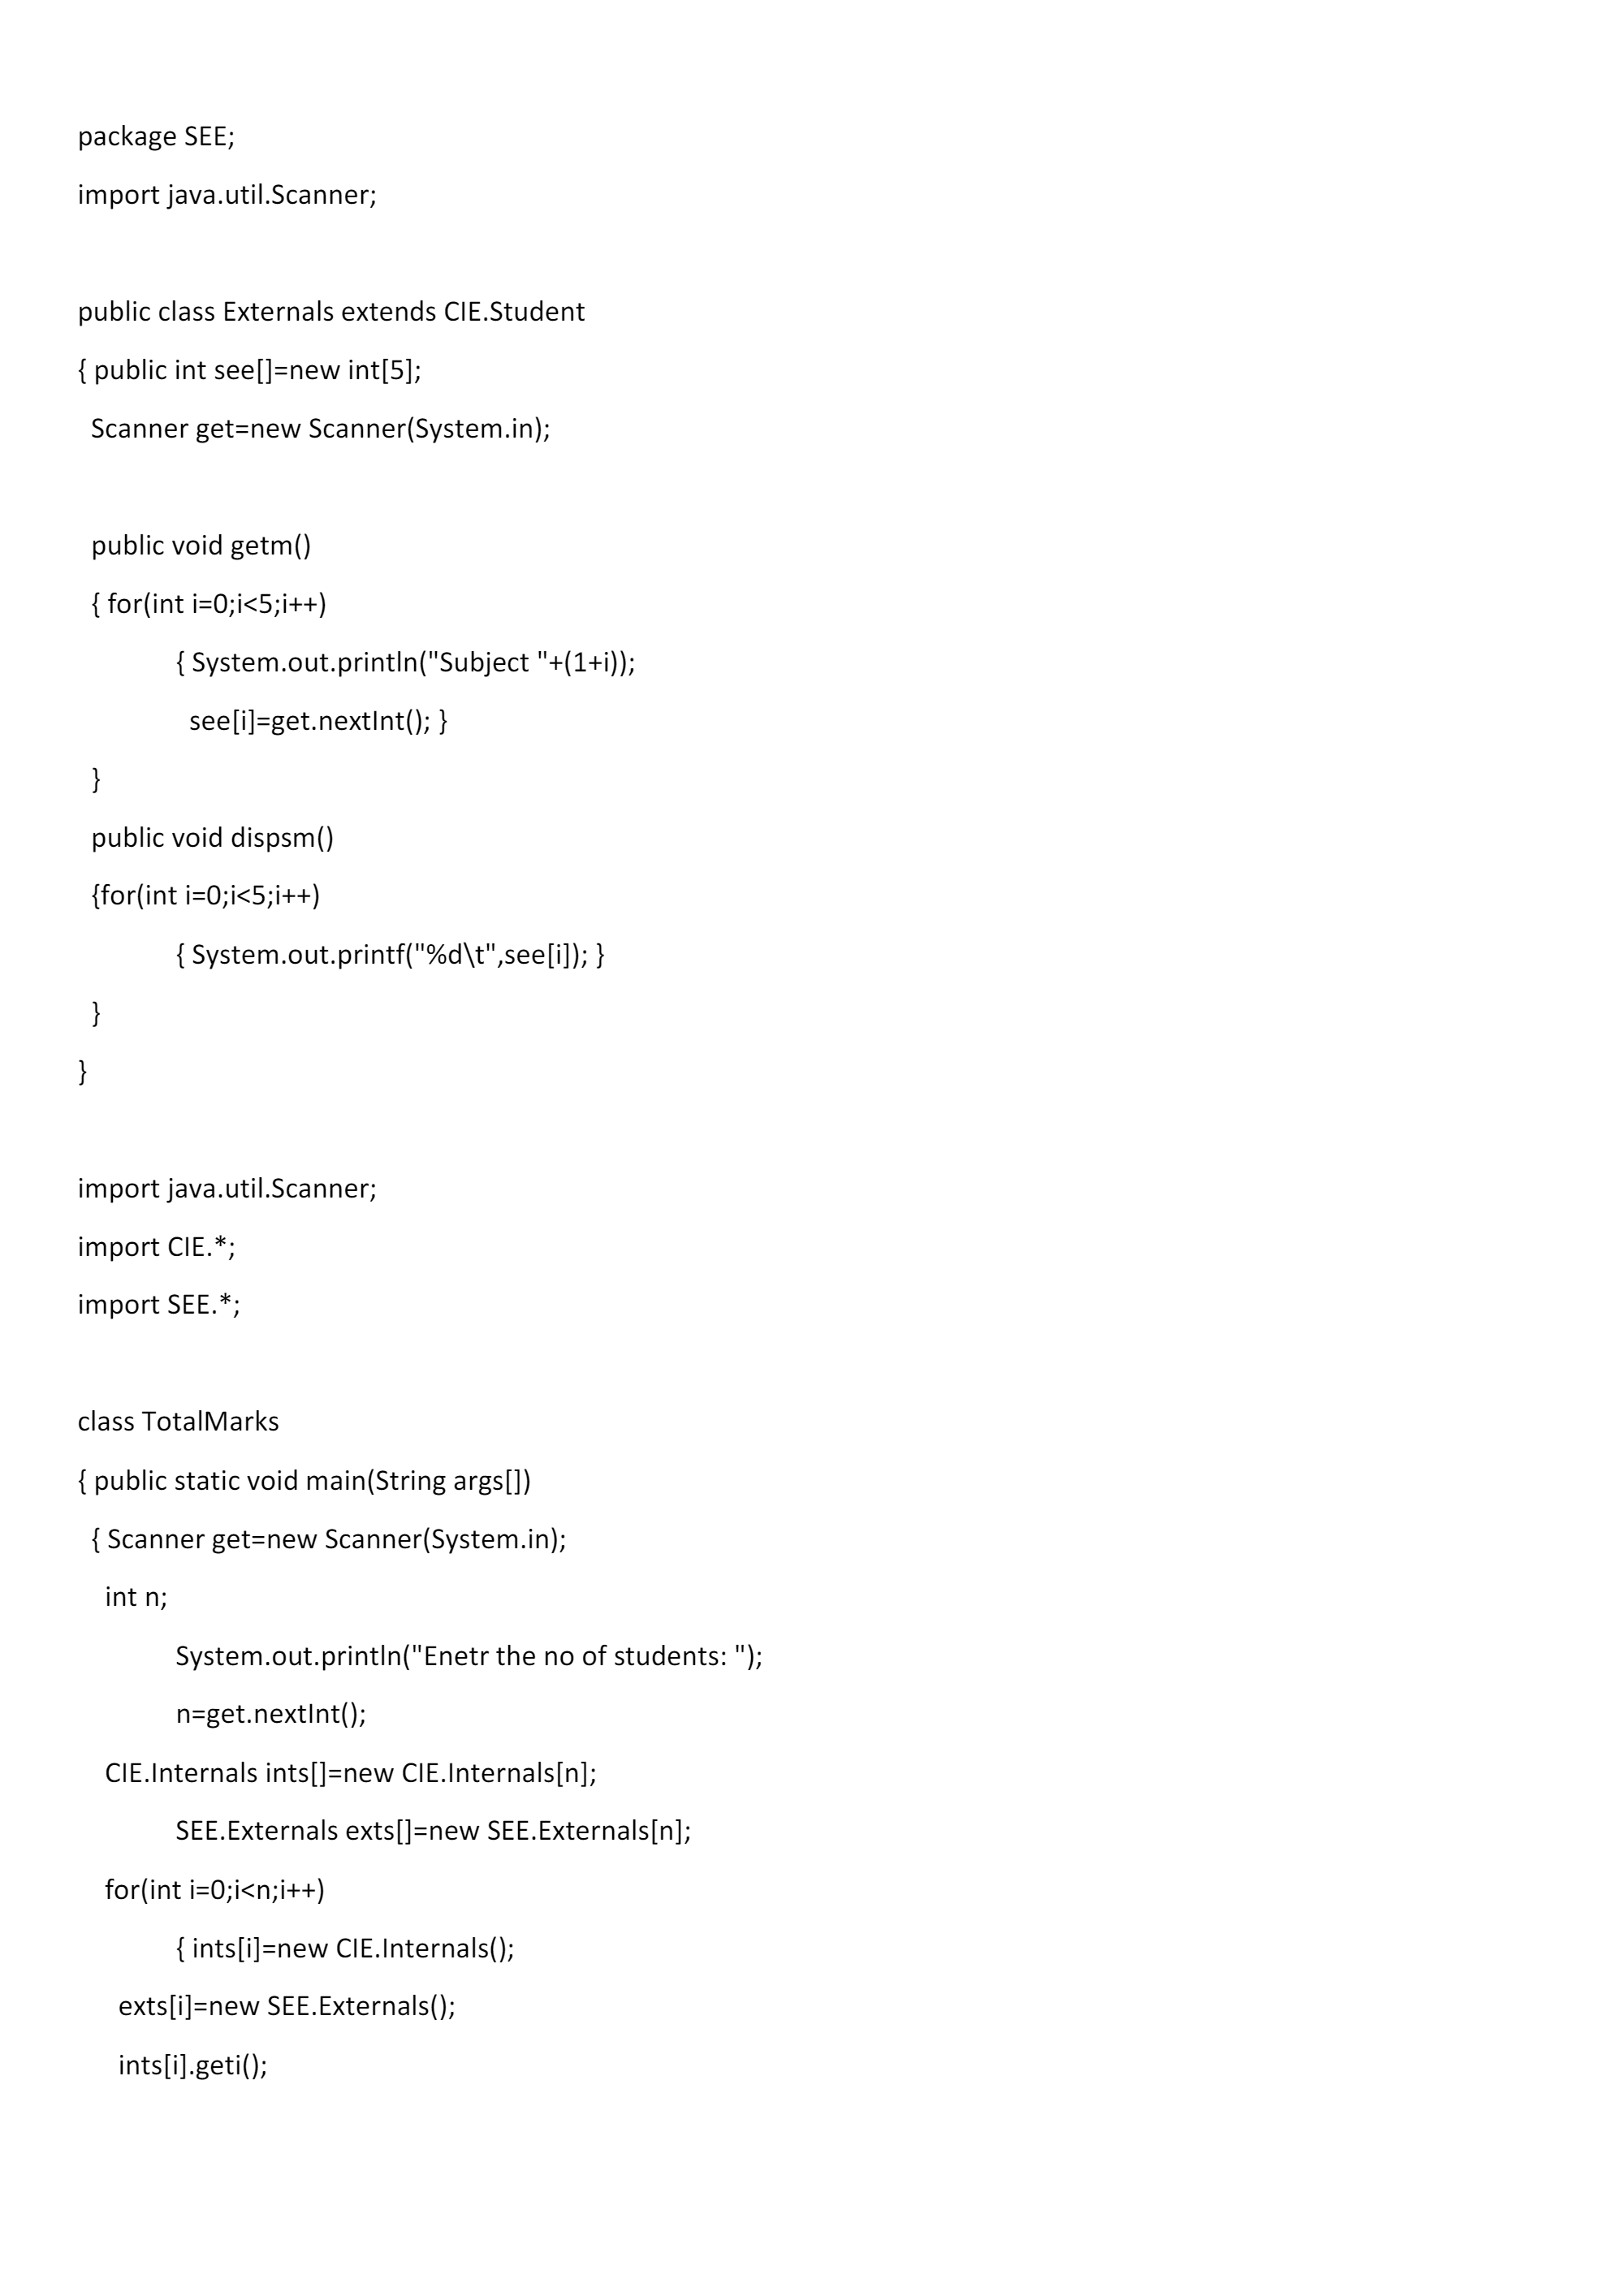 package SEE;
import java.util.Scanner;
public class Externals extends CIE.Student
{ public int see[]=new int[5];
Scanner get=new Scanner(System.in);
public void getm()
{ for(int i=0;i<5;i++)
{ System.out.println("Subject "+(1+i));
see[i]=get.nextInt(); }
}
public void dispsm()
{for(int i=0;i<5;i++)
{ System.out.printf("%d\t",see[i]); }
}
}
import java.util.Scanner;
import CIE.*;
import SEE.*;
class TotalMarks
{ public static void main(String args[])
{ Scanner get=new Scanner(System.in);
int n;
System.out.println("Enetr the no of students: ");
n=get.nextInt();
CIE.Internals ints[]=new CIE.Internals[n];
SEE.Externals exts[]=new SEE.Externals[n];
for(int i=0;i<n;i++)
{ ints[i]=new CIE.Internals();
exts[i]=new SEE.Externals();
ints[i].geti();